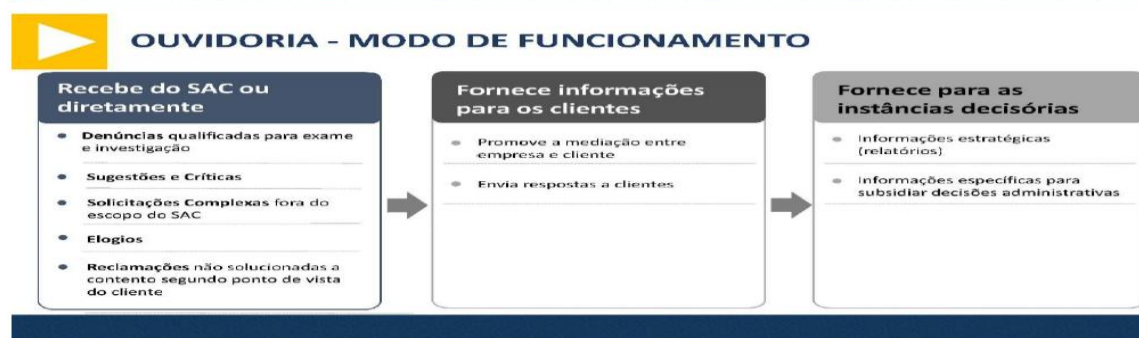 OUVIDORIA - MODO DE FUNCIONAMENTO
Recebe do SAC ou
diretamente
Denúncias qualificadas para exame
e investigação
Sugestões e Críticas
Solicitações Complexas fora do
escopo do SAC
Elogios
Reclamações não solucionadas a
contento segundo ponto de vista
do cliente
Fornece informações
para os clientes
Promove a mediação entre
empresa e cliente
Envia respostas a clientes
Fornece para as
instâncias decisórias
Informações estratégicas
(relatórios)
Informações específicas para
subsidiar decisões administrativas